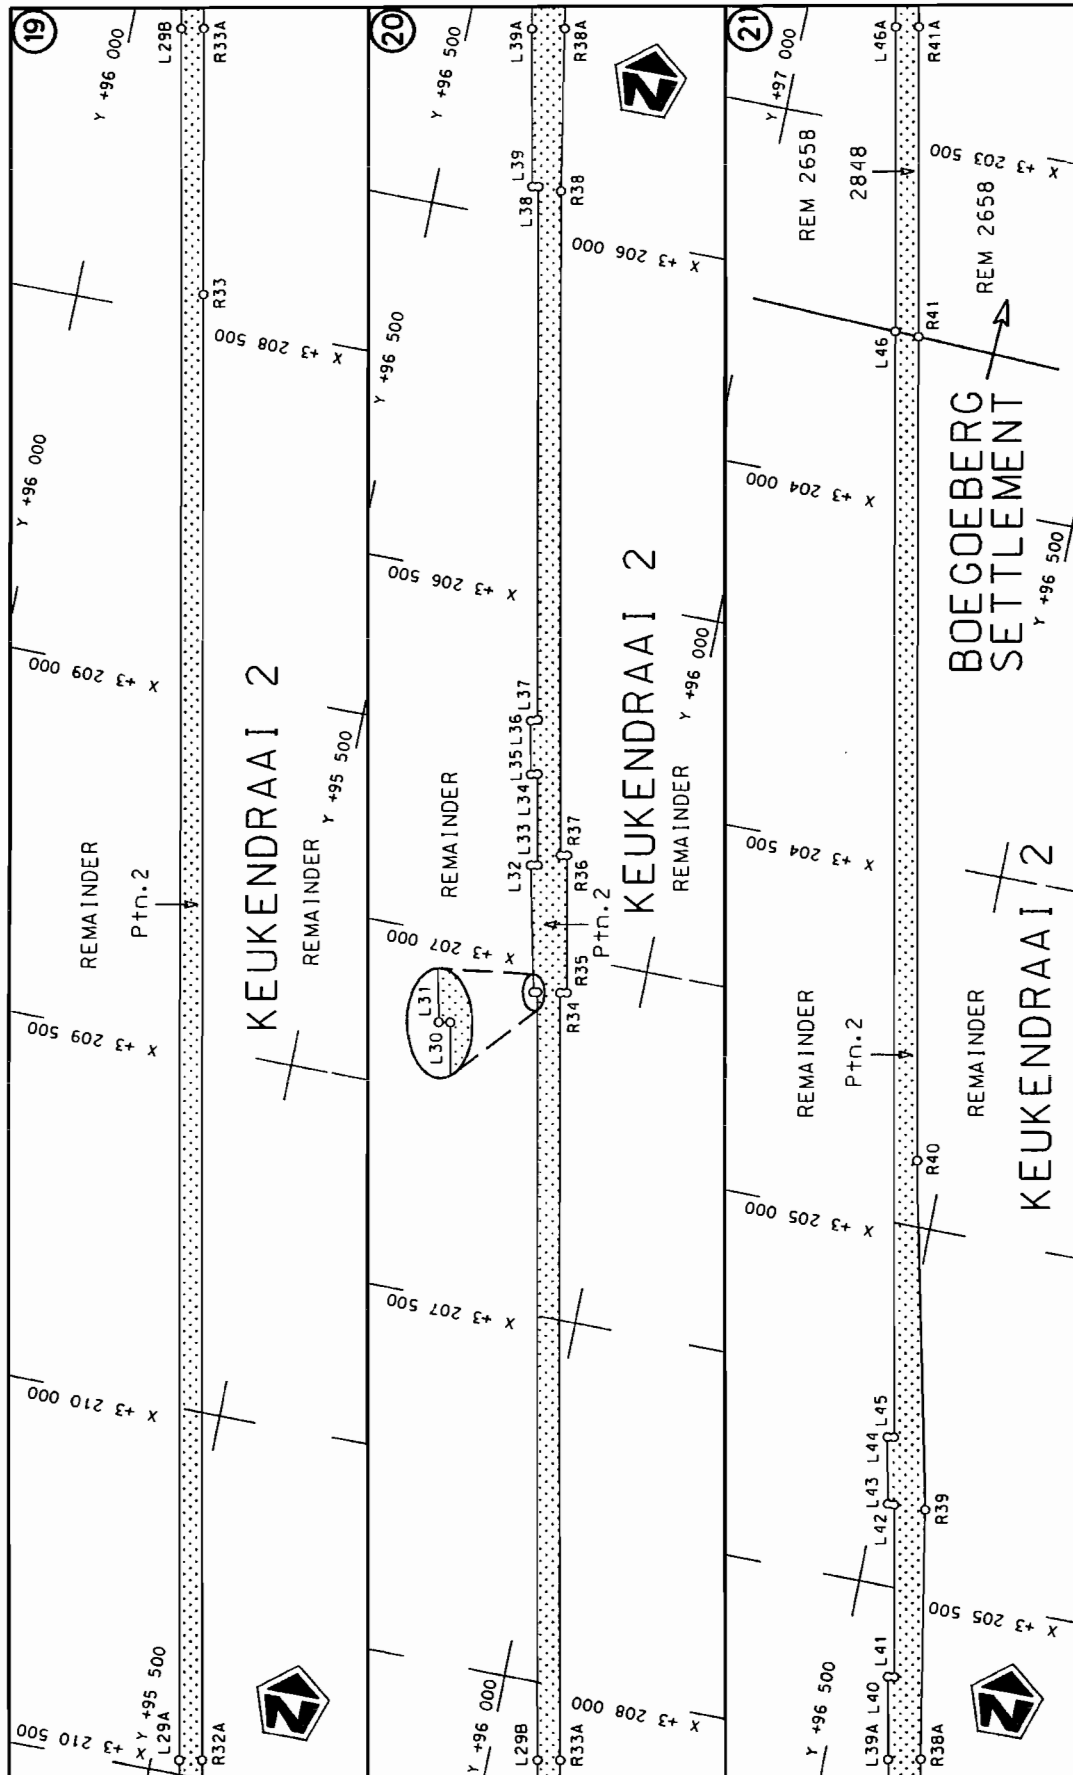 19
Y +96 000
L29B
R33A
R33
X +3 208 500
Y +96 000
X +3 209 000
REMAINDER
Ptn.2
KEUKENDRAAI 2
REMAINDER
Y +95 500
X +3 209 500
X +3 210 000
Y +95 500
X +3 210 500
L29A
R32A
N
20
Y +96 500
L39A
R38A
N
L38 L39
R38
X +3 206 000
Y +96 500
X +3 206 500
L32 L33 L34 L35 L36 L37
REMAINDER
Ptn.2
KEUKENDRAAI 2
REMAINDER
Y +96 000
R36 R37
X +3 207 000
L30 L31
R34 R35
X +3 207 500
Y +96 000
X +3 208 000
L29B
R33A
21
Y +97 000
L46A
R41A
REM 2658
2848
X +3 203 500
REM 2658
L46
R41
BOEGOEBERG
SETTLEMENT
Y +96 500
X +3 204 000
X +3 204 500
REMAINDER
Ptn.2
REMAINDER
KEUKENDRAAI 2
R40
X +3 205 000
L42 L43 L44 L45
R39
X +3 205 500
L39A L40 L41
R38A
Y +96 500
N